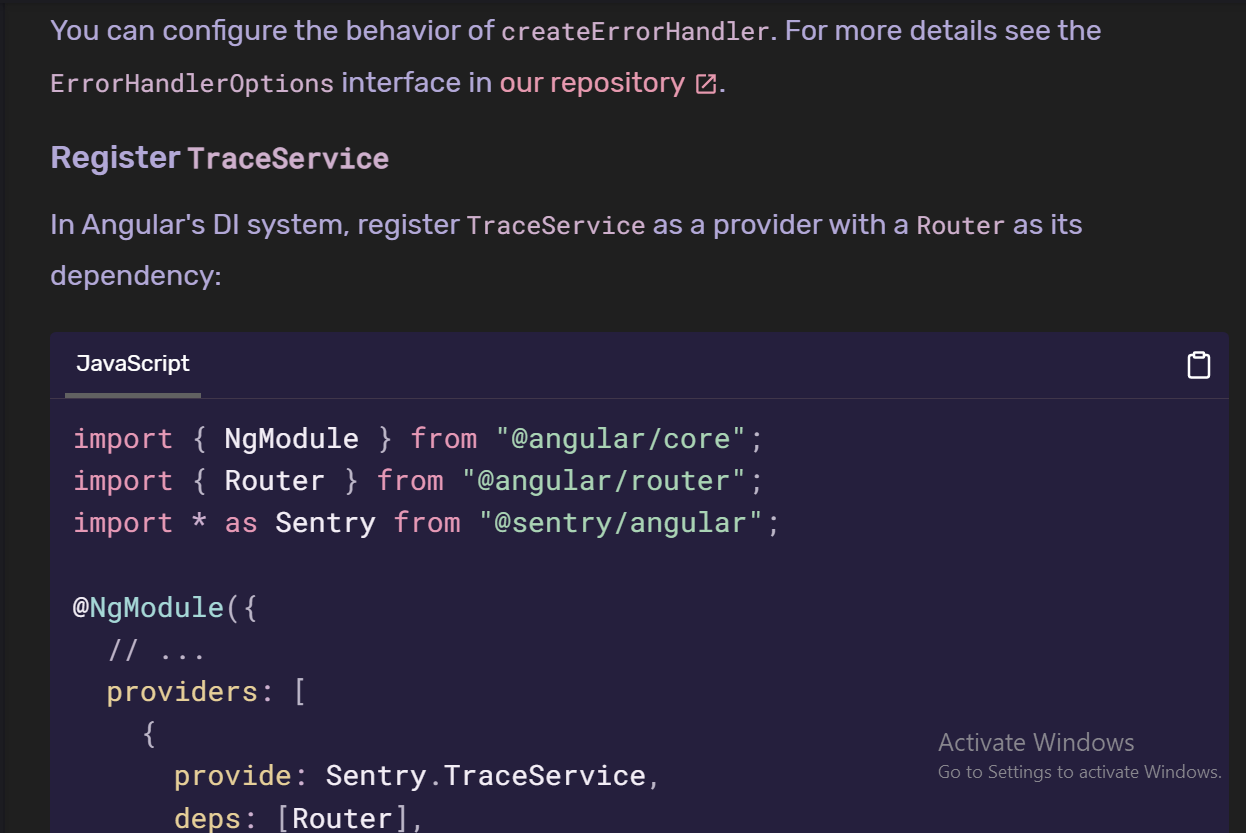 You can configure the behavior of createErrorHandler. For more details see the
ErrorHandlerOptions interface in our repository.
Register TraceService
In Angular's DI system, register TraceService as a provider with a Router as its
dependency:
JavaScript
import { NgModule } from "@angular/core";
import { Router } from "@angular/router";
import * as Sentry from "@sentry/angular";
@NgModule({
// ...
providers: [
{
provide: Sentry.TraceService,
deps: [Router],
Activate Windows
Go to Settings to activate Windows.